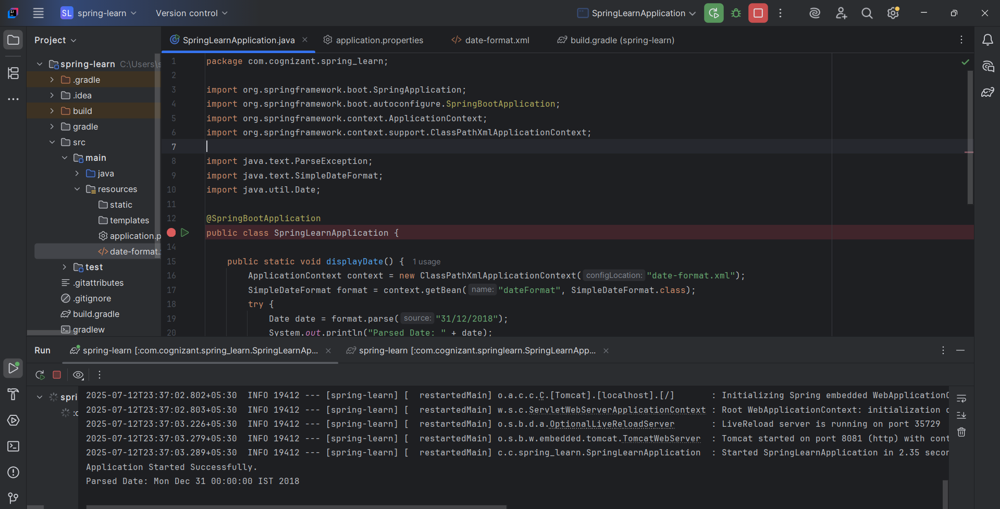 SL spring-learn Version control SpringLearnApplication
Project
SpringLearnApplication.java application.properties date-format.xml build.gradle (spring-learn)
spring-learn C:\Users\s
.gradle
.idea
build
gradle
src
main
java
resources
static
templates
application.p
date-format.
test
.gitattributes
.gitignore
build.gradle
gradlew
1 package com.cognizant.spring_learn;
2
3 import org.springframework.boot.SpringApplication;
4 import org.springframework.boot.autoconfigure.SpringBootApplication;
5 import org.springframework.context.ApplicationContext;
6 import org.springframework.context.support.ClassPathXmlApplicationContext;
7
8 import java.text.ParseException;
9 import java.text.SimpleDateFormat;
10 import java.util.Date;
11
12 @SpringBootApplication
public class SpringLearnApplication {
14
15 public static void displayDate() { 1 usage
16 ApplicationContext context = new ClassPathXmlApplicationContext( configLocation: "date-format.xml");
17 SimpleDateFormat format = context.getBean( name: "dateFormat", SimpleDateFormat.class);
18 try {
19 Date date = format.parse( source: "31/12/2018");
20 System.out.println("Parsed Date: " + date);
Run spring-learn [:com.cognizant.spring_learn.SpringLearnAp... spring-learn [:com.cognizant.springlearn.SpringLearnApp...
spri
:c
2025-07-12T23:37:02.802+05:30 INFO 19412 --- [spring-learn] [ restartedMain] o.a.c.c.C.[Tomcat].[localhost].[/] : Initializing Spring embedded WebApplicationC
2025-07-12T23:37:02.803+05:30 INFO 19412 --- [spring-learn] [ restartedMain] w.s.c.ServletWebServerApplicationContext : Root WebApplicationContext: initialization c
2025-07-12T23:37:03.226+05:30 INFO 19412 --- [spring-learn] [ restartedMain] o.s.b.d.a.OptionalLiveReloadServer : LiveReload server is running on port 35729
2025-07-12T23:37:03.279+05:30 INFO 19412 --- [spring-learn] [ restartedMain] o.s.b.w.embedded.tomcat.TomcatWebServer : Tomcat started on port 8081 (http) with cont
2025-07-12T23:37:03.289+05:30 INFO 19412 --- [spring-learn] [ restartedMain] c.c.spring_learn.SpringLearnApplication : Started SpringLearnApplication in 2.35 secon
Application Started Successfully.
Parsed Date: Mon Dec 31 00:00:00 IST 2018